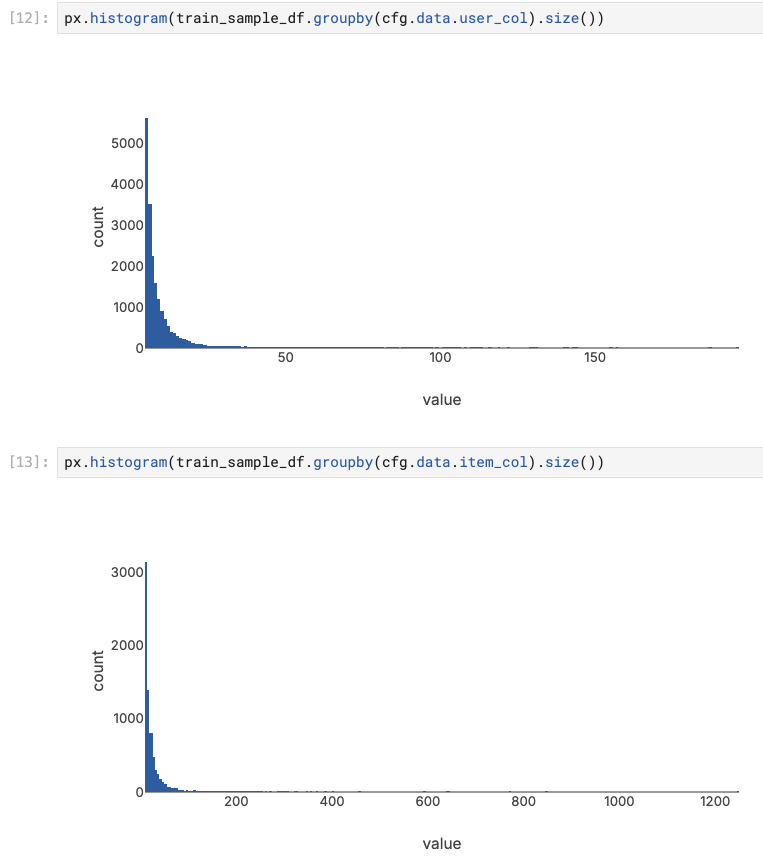 [12]: px.histogram(train_sample_df.groupby(cfg.data.user_col).size())
5000
4000
3000
2000
1000
0
count
50 100 150
value
[13]: px.histogram(train_sample_df.groupby(cfg.data.item_col).size())
3000
2000
1000
0
count
200 400 600 800 1000 1200
value